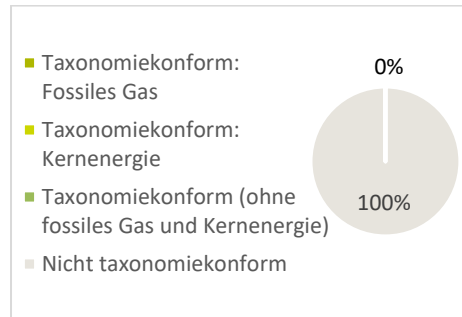 Taxonomiekonform:
Fossiles Gas
Taxonomiekonform:
Kernenergie
Taxonomiekonform (ohne
fossiles Gas und Kernenergie)
Nicht taxonomiekonform
0%
100%